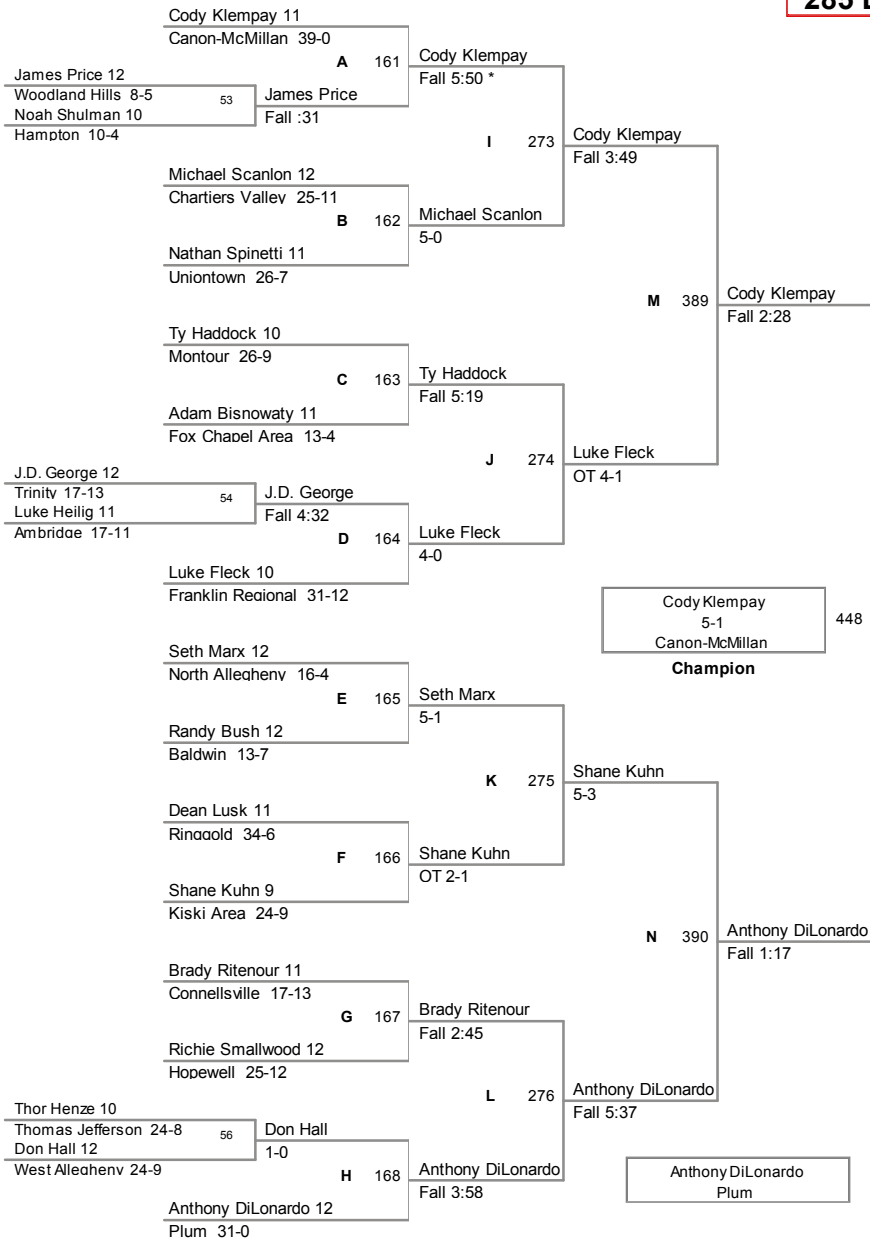 285
Cody Klempay 11
Canon-McMillan 39-0
A 161
Cody Klempay
Fall 5:50 *
James Price 12
Woodland Hills 8-5
53
James Price
Fall :31
Noah Shulman 10
Hampton 10-4
I 273
Cody Klempay
Fall 3:49
Michael Scanlon 12
Chartiers Valley 25-11
B 162
Michael Scanlon
5-0
Nathan Spinetti 11
Uniontown 26-7
M 389
Cody Klempay
Fall 2:28
Ty Haddock 10
Montour 26-9
C 163
Ty Haddock
Fall 5:19
Adam Bisnowaty 11
Fox Chapel Area 13-4
J 274
Luke Fleck
OT 4-1
J.D. George 12
Trinity 17-13
54
J.D. George
Fall 4:32
Luke Heilig 11
Ambridge 17-11
D 164
Luke Fleck
4-0
Luke Fleck 10
Franklin Regional 31-12
Cody Klempay
5-1
Canon-McMillan
448
Champion
Seth Marx 12
North Allegheny 16-4
E 165
Seth Marx
5-1
Randy Bush 12
Baldwin 13-7
K 275
Shane Kuhn
5-3
Dean Lusk 11
Ringgold 34-6
F 166
Shane Kuhn
OT 2-1
Shane Kuhn 9
Kiski Area 24-9
N 390
Anthony DiLonardo
Fall 1:17
Brady Ritenour 11
Connellsville 17-13
G 167
Brady Ritenour
Fall 2:45
Richie Smallwood 12
Hopewell 25-12
L 276
Anthony DiLonardo
Fall 5:37
Thor Henze 10
Thomas Jefferson 24-8
56
Don Hall
1-0
Don Hall 12
West Allegheny 24-9
H 168
Anthony DiLonardo
Fall 3:58
Anthony DiLonardo 12
Plum 31-0
Anthony DiLonardo
Plum